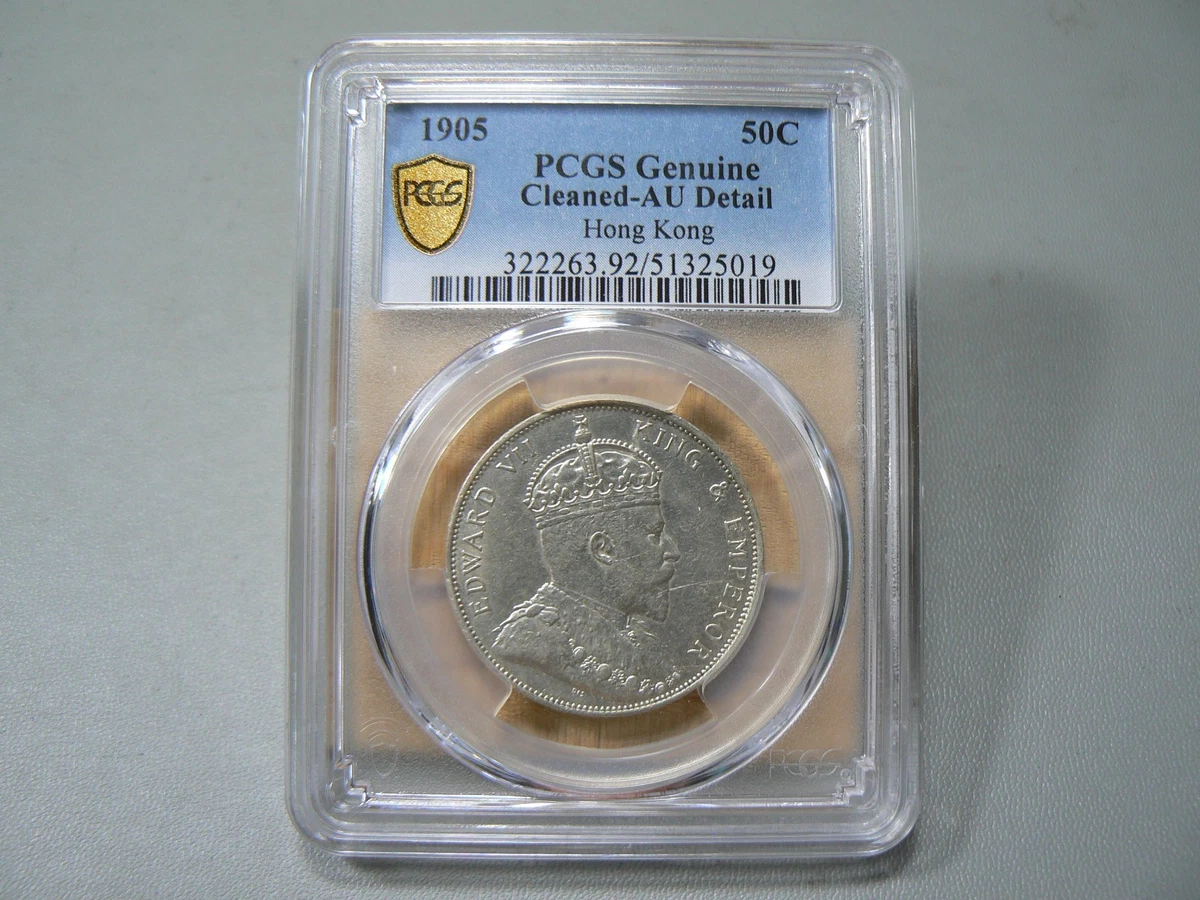 1905 50C
PCGS
PCGS Genuine
Cleaned-AU Detail
Hong Kong
322263.92/51325019
EDWARD VII KING & EMPEROR
PCGS